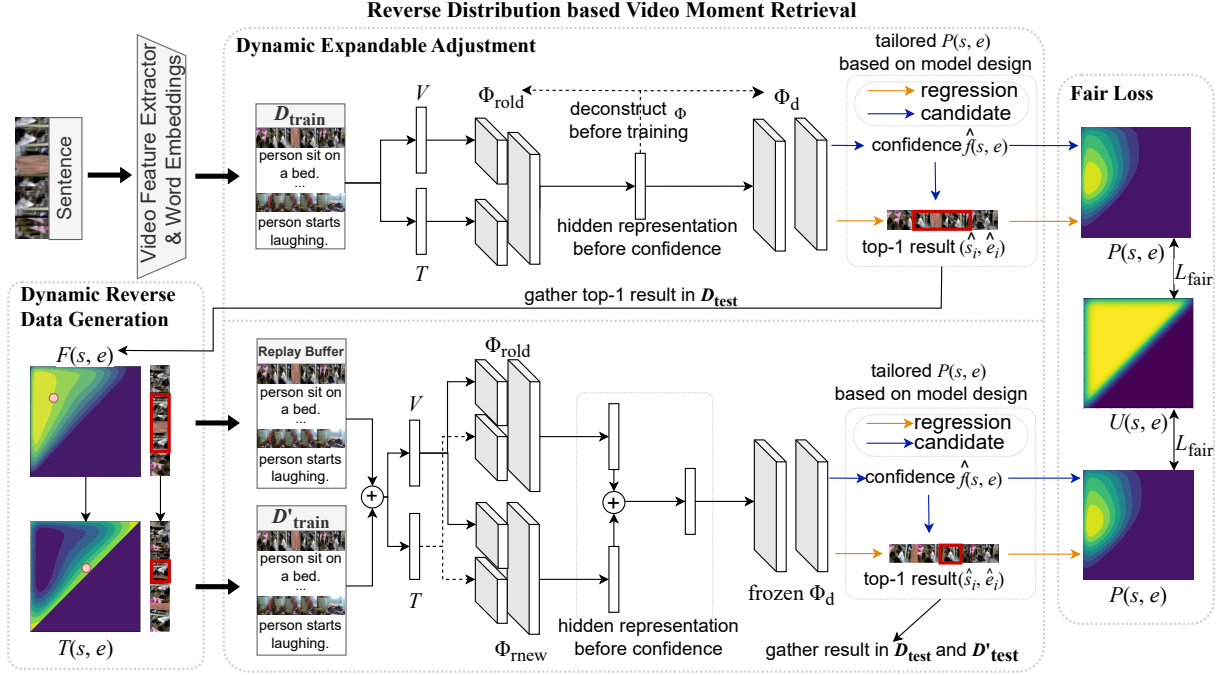 Reverse Distribution based Video Moment Retrieval
Sentence
Video Feature Extractor
& Word Embeddings
Dynamic Expandable Adjustment
D_train
person sit on
a bed.
...
person starts
laughing.
V
T
Φ_rold
deconstruct Φ
before training
hidden representation
before confidence
Φ_d
tailored P(s, e)
based on model design
regression
candidate
confidence f̂(s, e)
top-1 result (ŝ_i, ê_i)
gather top-1 result in D_test
Fair Loss
P(s, e)
L_fair
U(s, e)
L_fair
P(s, e)
Dynamic Reverse
Data Generation
F(s, e)
T(s, e)
Replay Buffer
person sit on
a bed.
...
person starts
laughing.
D'_train
person sit on
a bed.
...
person starts
laughing.
+
V
T
Φ_rold
Φ_rnew
+
hidden representation
before confidence
frozen Φ_d
tailored P(s, e)
based on model design
regression
candidate
confidence f̂(s, e)
top-1 result (ŝ_i, ê_i)
gather result in D_test and D'_test